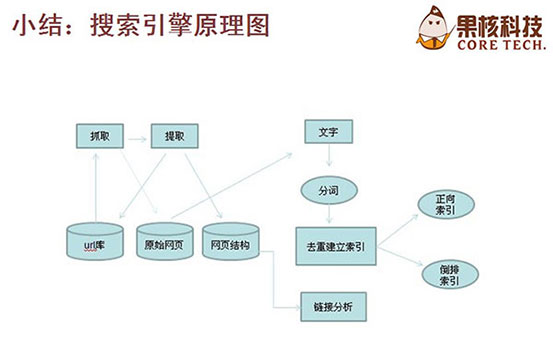 小结：搜索引擎原理图
果核科技
CORE TECH.
抓取
提取
文字
分词
正向
索引
url库
原始网页
网页结构
去重建立索引
倒排
索引
链接分析